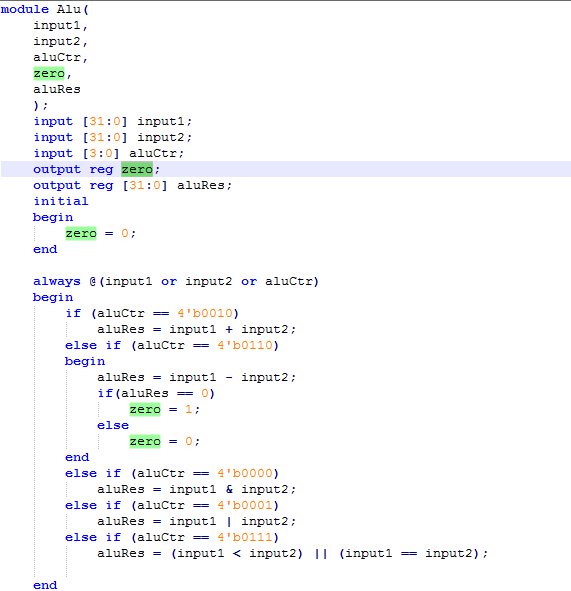 module Alu(
    input1,
    input2,
    aluCtr,
    zero,
    aluRes
    );
    input [31:0] input1;
    input [31:0] input2;
    input [3:0] aluCtr;
    output reg zero;
    output reg [31:0] aluRes;
    initial
    begin
        zero = 0;
    end

    always @(input1 or input2 or aluCtr)
    begin
        if (aluCtr == 4'b0010)
            aluRes = input1 + input2;
        else if (aluCtr == 4'b0110)
        begin
            aluRes = input1 - input2;
            if(aluRes == 0)
                zero = 1;
            else
                zero = 0;
        end
        else if (aluCtr == 4'b0000)
            aluRes = input1 & input2;
        else if (aluCtr == 4'b0001)
            aluRes = input1 | input2;
        else if (aluCtr == 4'b0111)
            aluRes = (input1 < input2) || (input1 == input2);

    end